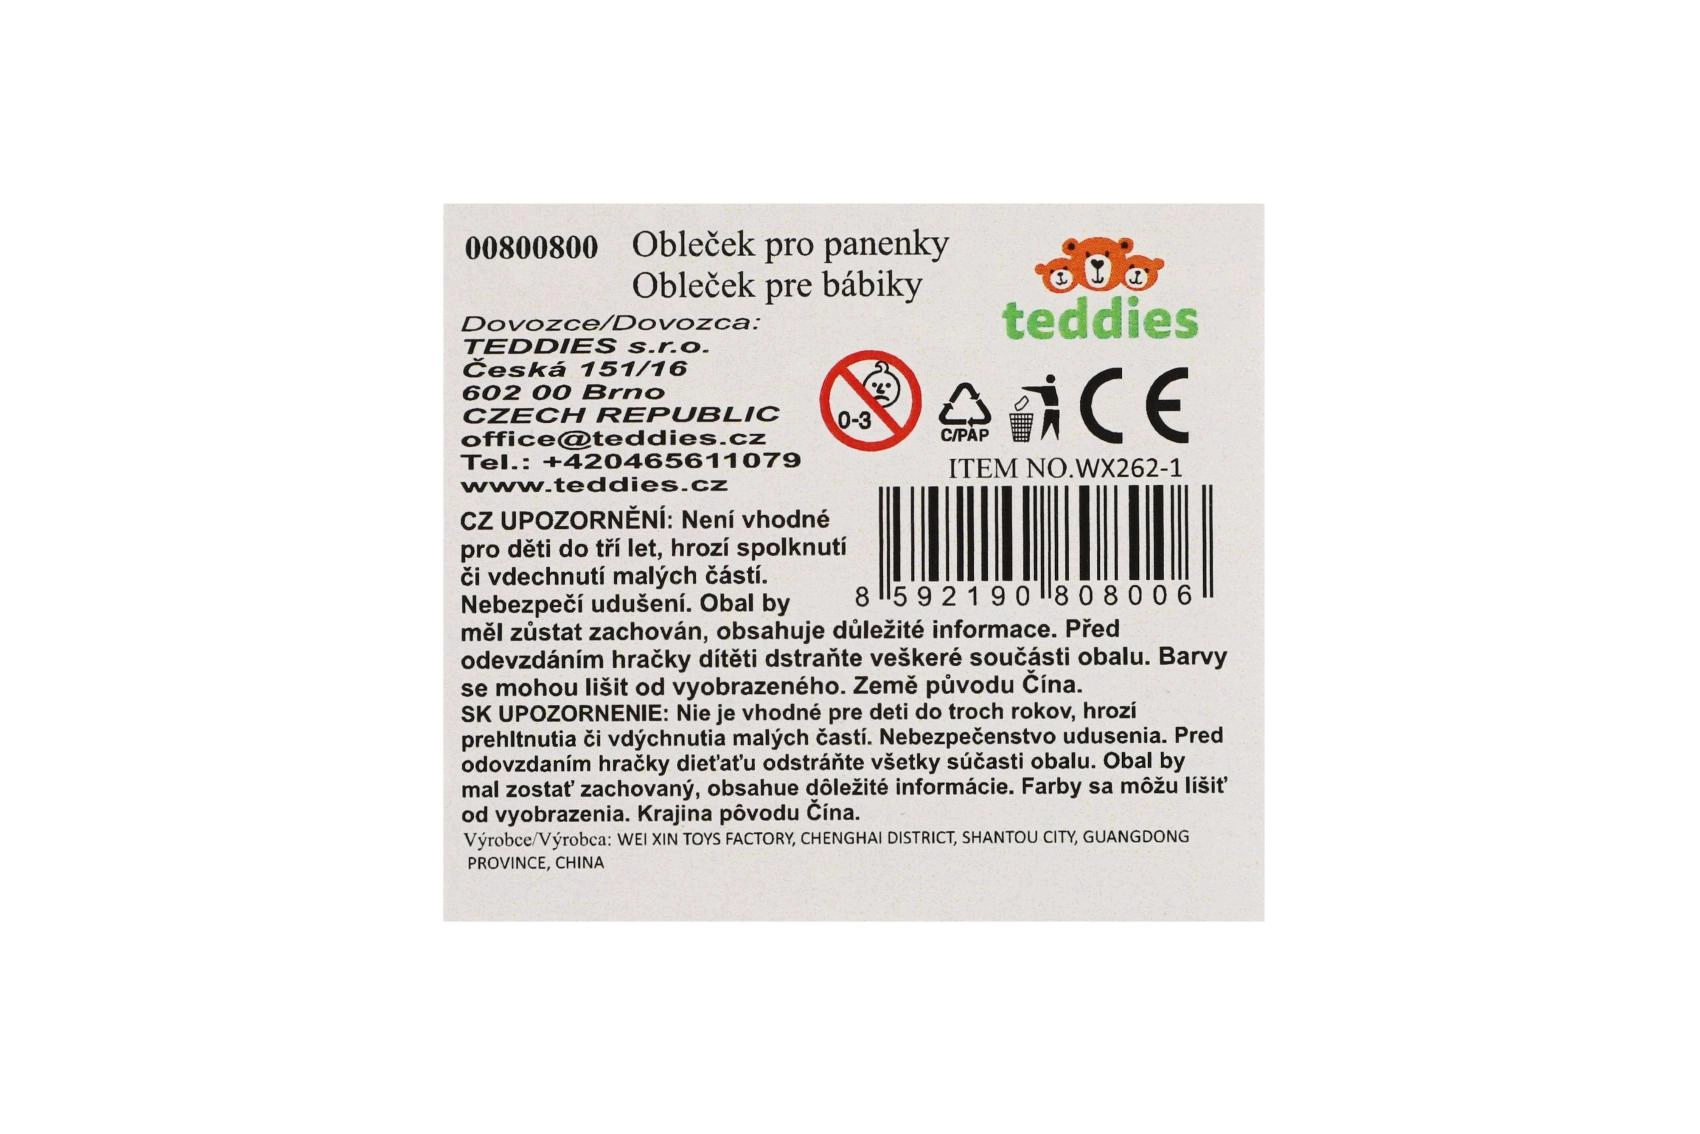 00800800 Obleček pro panenky
Obleček pre bábiky
teddies
Dovozce/Dovozca:
TEDDIES s.r.o.
Česká 151/16
602 00 Brno
CZECH REPUBLIC
office@teddies.cz
Tel.: +420465611079
www.teddies.cz
0-3
C/PAP
CE
ITEM NO.WX262-1
8 592190 808006
CZ UPOZORNĚNÍ: Není vhodné
pro děti do tří let, hrozí spolknutí
či vdechnutí malých částí.
Nebezpečí udušení. Obal by
měl zůstat zachován, obsahuje důležité informace. Před
odevzdáním hračky dítěti dstraňte veškeré součásti obalu. Barvy
se mohou lišit od vyobrazeného. Země původu Čína.
SK UPOZORNENIE: Nie je vhodné pre deti do troch rokov, hrozí
prehltnutia či vdýchnutia malých častí. Nebezpečenstvo udusenia. Pred
odovzdaním hračky dieťaťu odstráňte všetky súčasti obalu. Obal by
mal zostať zachovaný, obsahue dôležité informácie. Farby sa môžu líšiť
od vyobrazenia. Krajina pôvodu Čína.
Výrobce/Výrobca: WEI XIN TOYS FACTORY, CHENGHAI DISTRICT, SHANTOU CITY, GUANGDONG
PROVINCE, CHINA